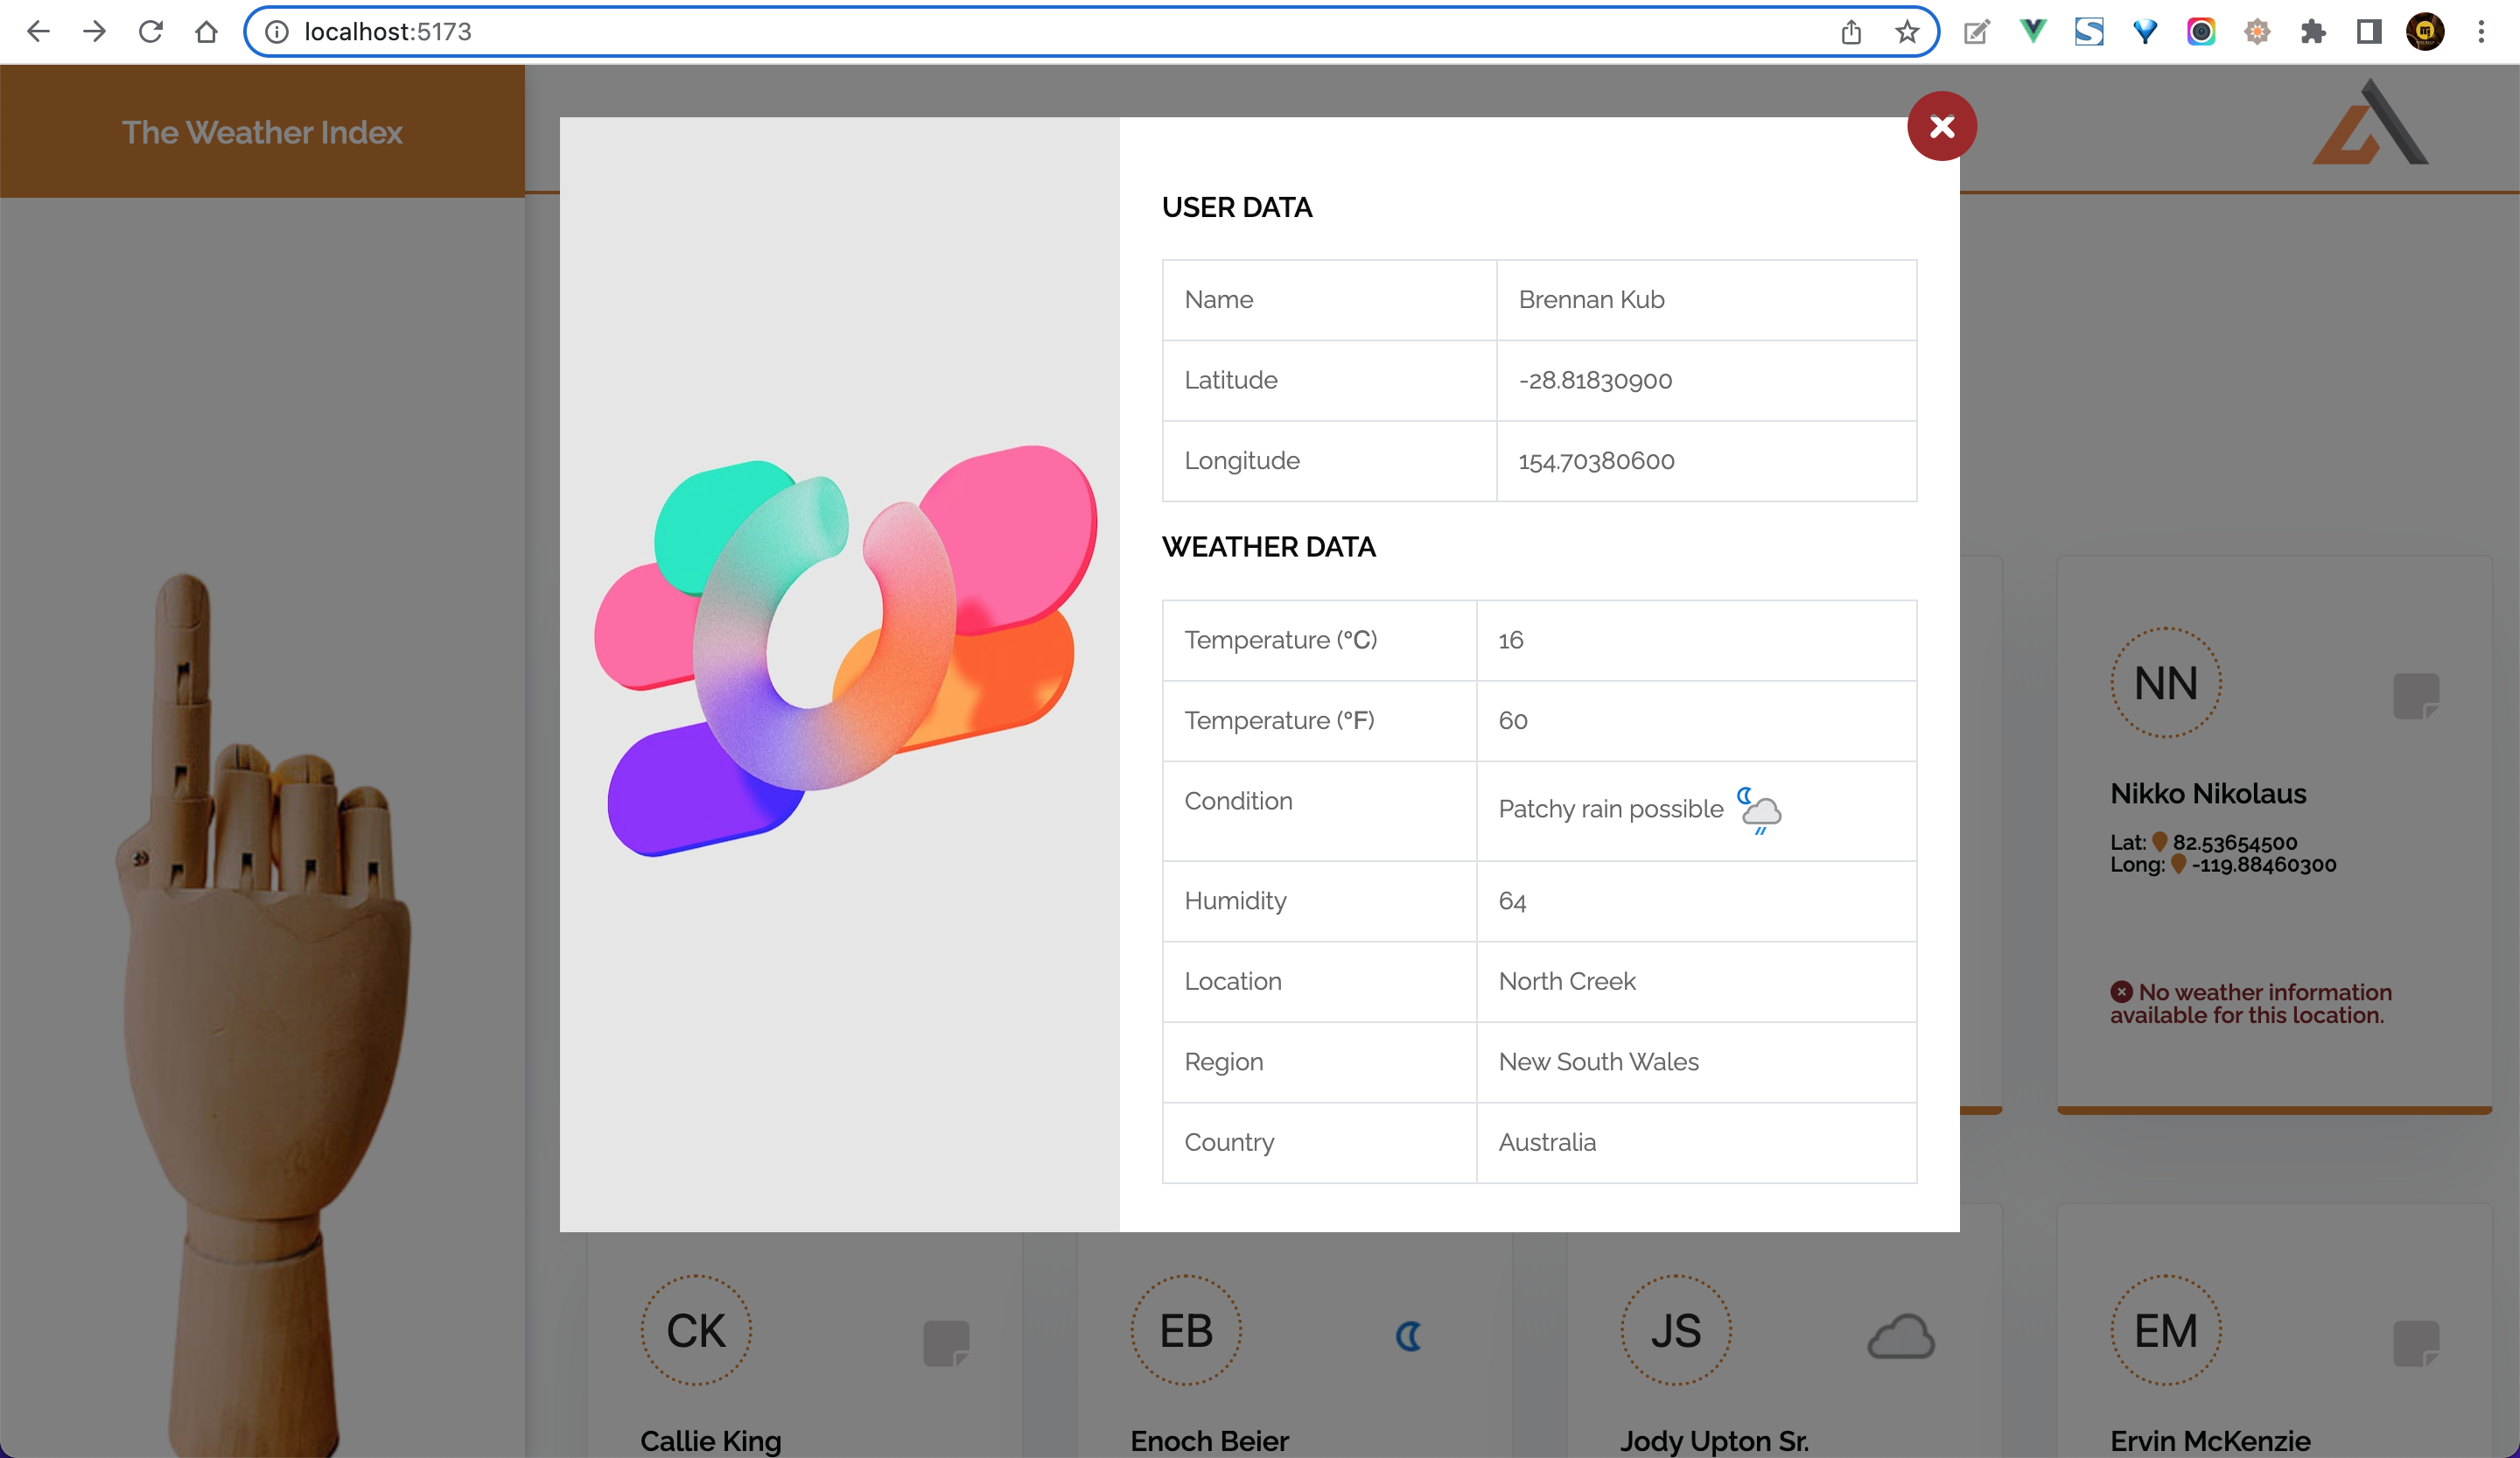 localhost:5173
The Weather Index
USER DATA
Name Brennan Kub
Latitude -28.81830900
Longitude 154.70380600
WEATHER DATA
Temperature (°C) 16
Temperature (°F) 60
Condition Patchy rain possible
Humidity 64
Location North Creek
Region New South Wales
Country Australia
NN
Nikko Nikolaus
Lat: 82.53654500
Long: -119.88460300
No weather information
available for this location.
CK
Callie King
EB
Enoch Beier
JS
Jody Upton Sr.
EM
Ervin McKenzie